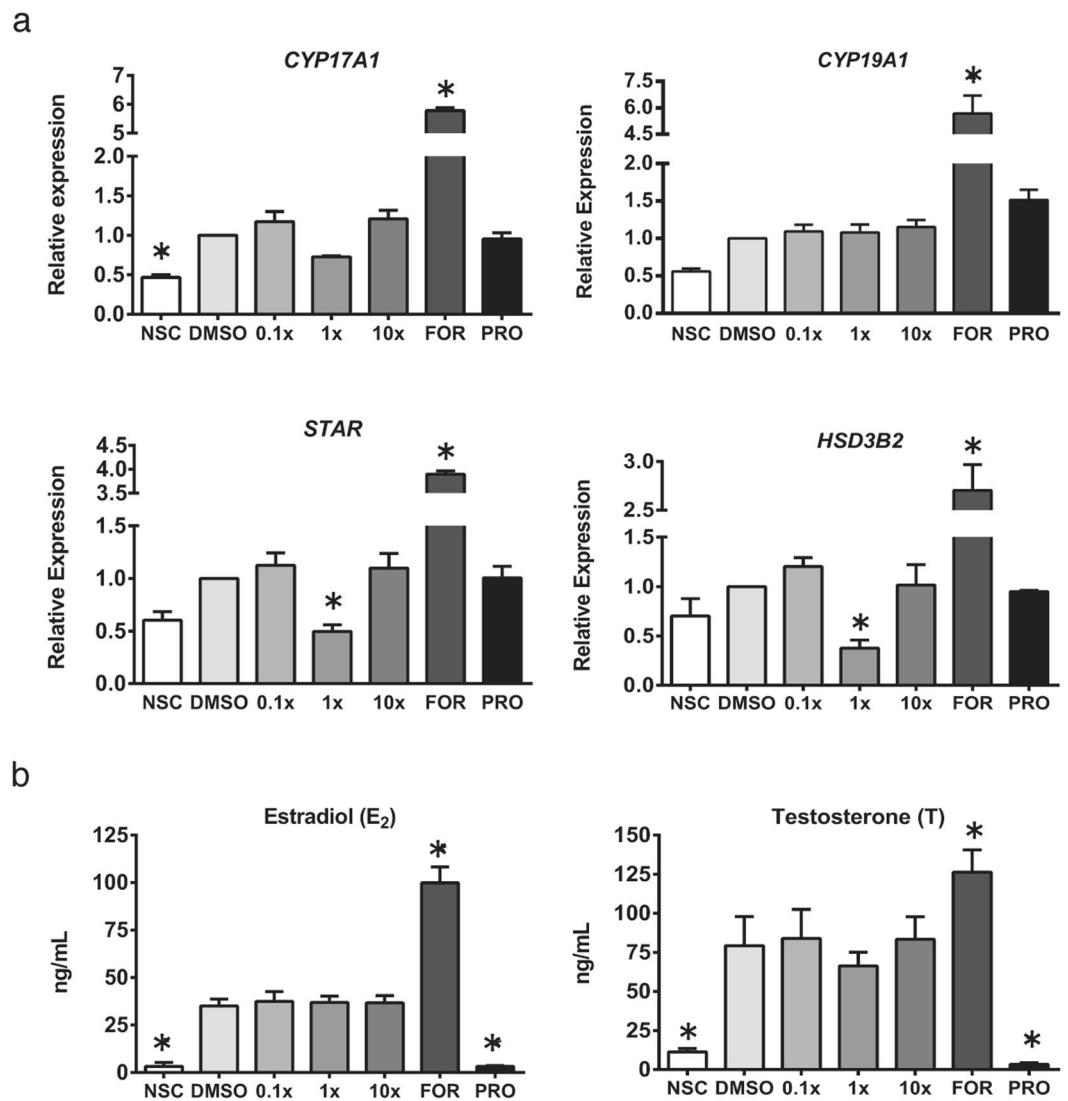 a
CYP17A1
Relative expression
7
6
5
2.0
1.5
1.0
0.5
0.0
*
*
NSC DMSO 0.1x 1x 10x FOR PRO
CYP19A1
Relative Expression
7.5
6.0
4.5
2.0
1.5
1.0
0.5
0.0
*
NSC DMSO 0.1x 1x 10x FOR PRO
STAR
Relative Expression
4.5
4.0
3.5
1.5
1.0
0.5
0.0
*
*
NSC DMSO 0.1x 1x 10x FOR PRO
HSD3B2
Relative Expression
3.0
2.5
1.5
1.0
0.5
0.0
*
*
NSC DMSO 0.1x 1x 10x FOR PRO
b
Estradiol (E2)
ng/mL
125
100
75
50
25
0
*
*
*
NSC DMSO 0.1x 1x 10x FOR PRO
Testosterone (T)
ng/mL
150
125
100
75
50
25
0
*
*
*
NSC DMSO 0.1x 1x 10x FOR PRO